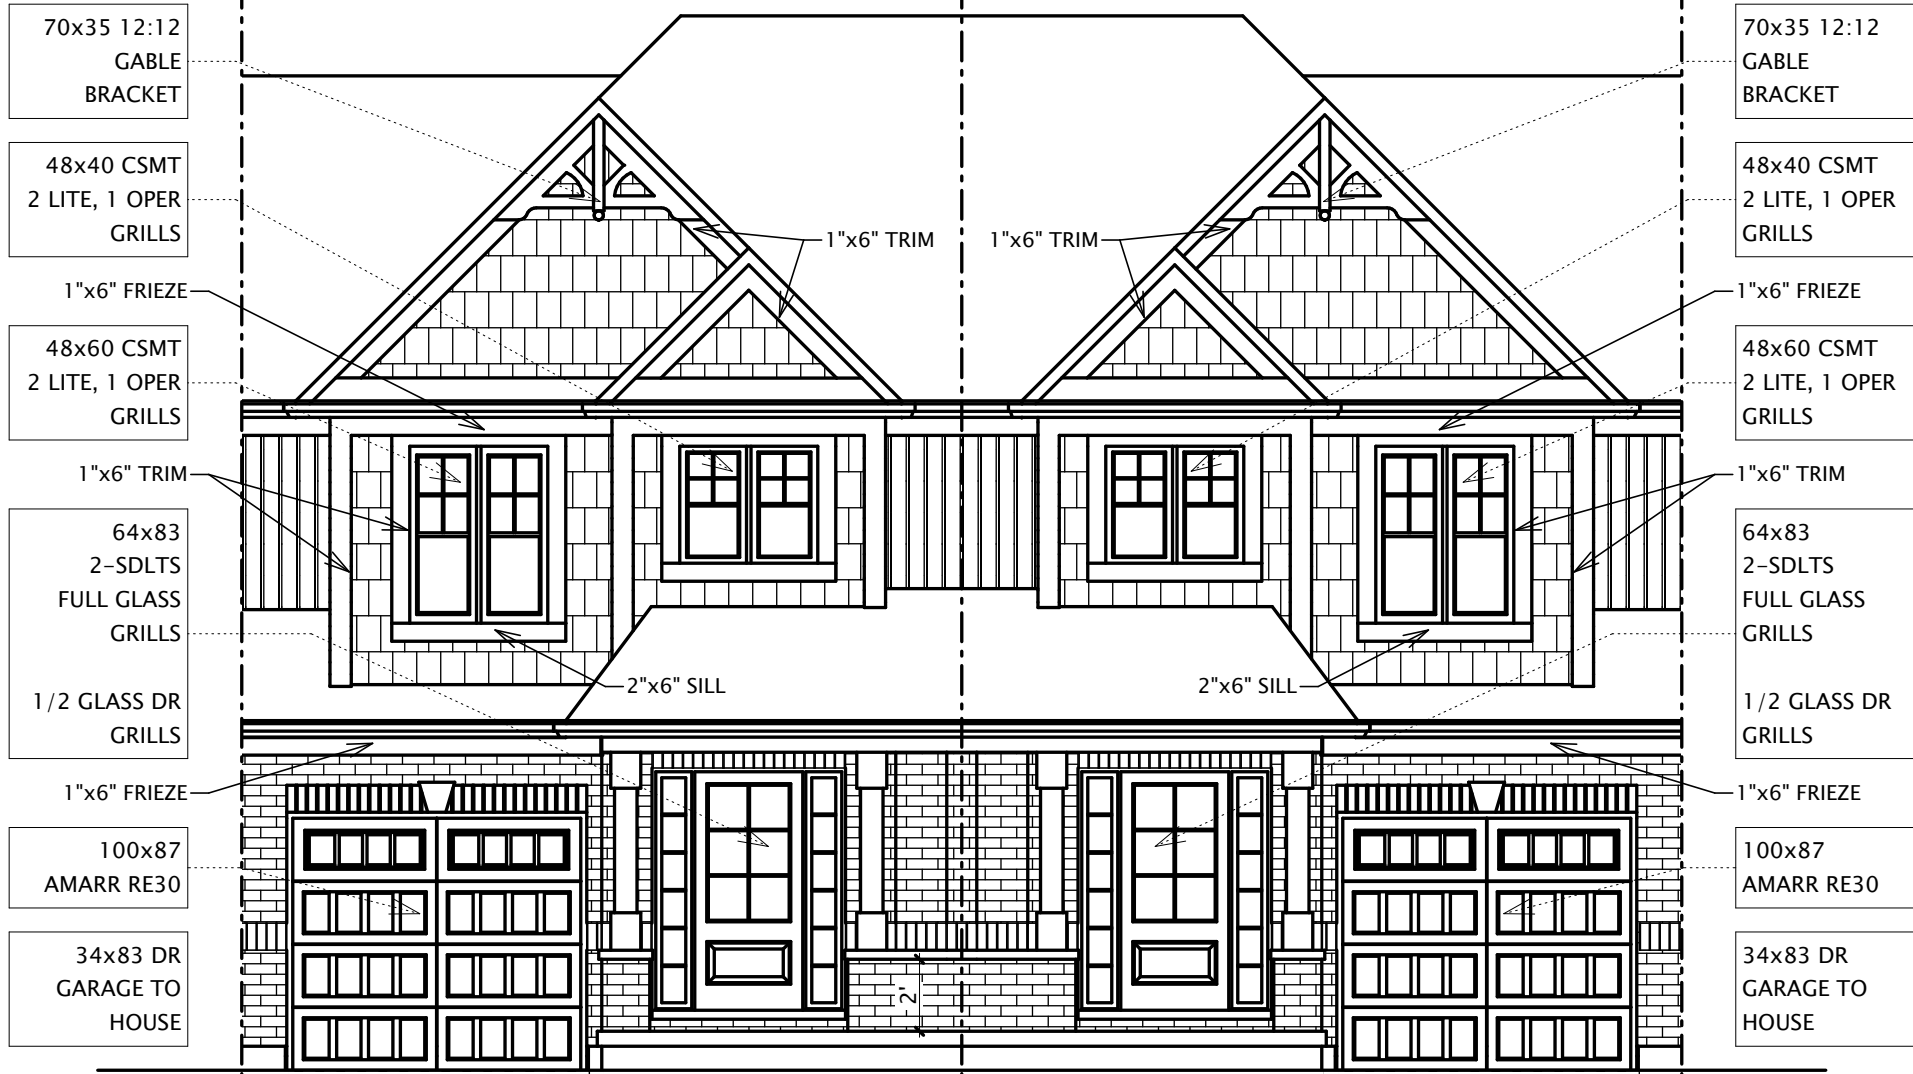 70x35 12:12
GABLE
BRACKET
48x40 CSMT
2 LITE, 1 OPER
GRILLS
1"x6" FRIEZE
48x60 CSMT
2 LITE, 1 OPER
GRILLS
1"x6" TRIM
64x83
2-SDLTS
FULL GLASS
GRILLS
1/2 GLASS DR
GRILLS
1"x6" FRIEZE
100x87
AMARR RE30
34x83 DR
GARAGE TO
HOUSE
1"x6" TRIM
1"x6" TRIM
2"x6" SILL
2"x6" SILL
2'
70x35 12:12
GABLE
BRACKET
48x40 CSMT
2 LITE, 1 OPER
GRILLS
1"x6" FRIEZE
48x60 CSMT
2 LITE, 1 OPER
GRILLS
1"x6" TRIM
64x83
2-SDLTS
FULL GLASS
GRILLS
1/2 GLASS DR
GRILLS
1"x6" FRIEZE
100x87
AMARR RE30
34x83 DR
GARAGE TO
HOUSE